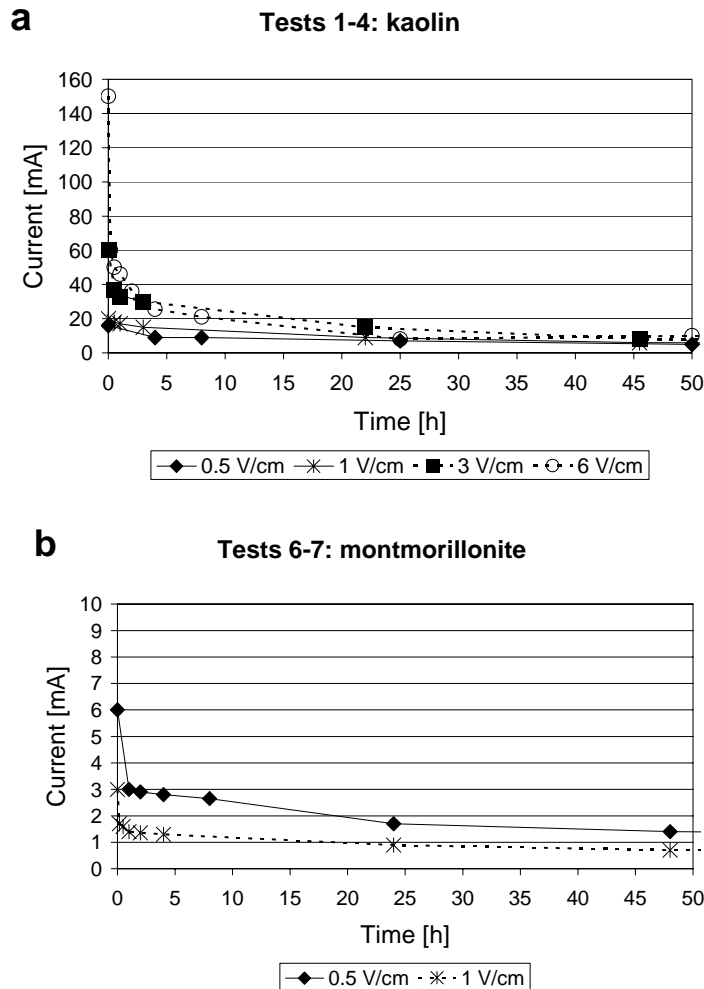 a
Tests 1-4: kaolin
160
140
120
100
80
60
40
20
0
Current [mA]
0 5 10 15 20 25 30 35 40 45 50
Time [h]
0.5 V/cm 1 V/cm 3 V/cm 6 V/cm
b
Tests 6-7: montmorillonite
10
9
8
7
6
5
4
3
2
1
0
Current [mA]
0 5 10 15 20 25 30 35 40 45 50
Time [h]
0.5 V/cm 1 V/cm